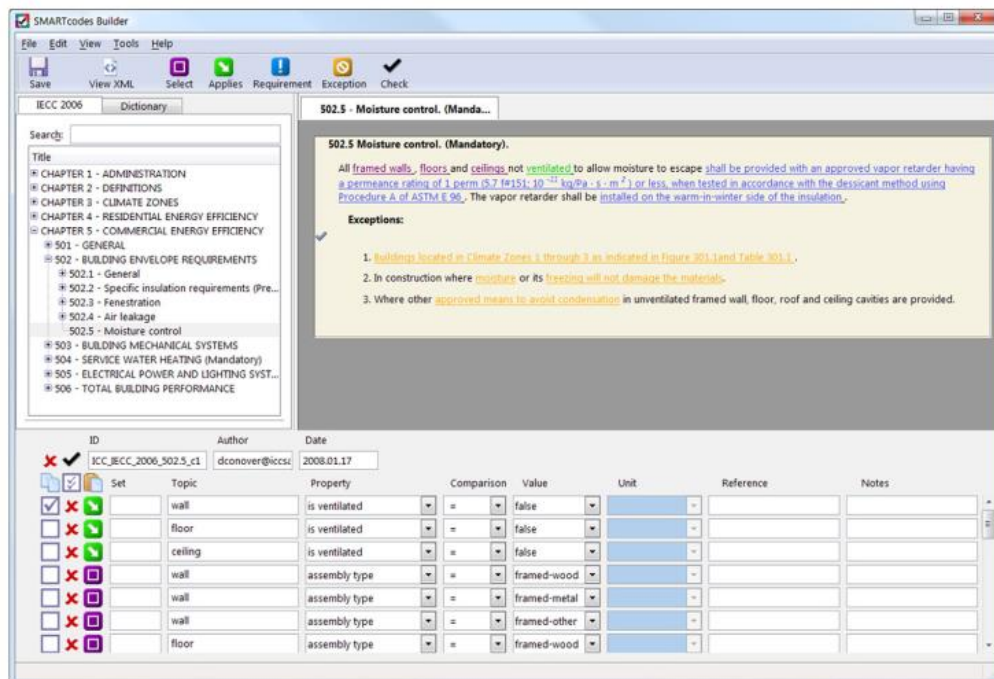 SMARTcodes Builder
File Edit View Tools Help
Save View XML Select Applies Requirement Exception Check
IECC 2006 Dictionary
Search:
Title
CHAPTER 1 - ADMINISTRATION
CHAPTER 2 - DEFINITIONS
CHAPTER 3 - CLIMATE ZONES
CHAPTER 4 - RESIDENTIAL ENERGY EFFICIENCY
CHAPTER 5 - COMMERCIAL ENERGY EFFICIENCY
501 - GENERAL
502 - BUILDING ENVELOPE REQUIREMENTS
502.1 - General
502.2 - Specific insulation requirements (Pre...
502.3 - Fenestration
502.4 - Air leakage
502.5 - Moisture control
503 - BUILDING MECHANICAL SYSTEMS
504 - SERVICE WATER HEATING (Mandatory)
505 - ELECTRICAL POWER AND LIGHTING SYST...
506 - TOTAL BUILDING PERFORMANCE
502.5 - Moisture control. (Manda...
502.5 Moisture control. (Mandatory).
All framed walls , floors and ceilings not ventilated to allow moisture to escape shall be provided with an approved vapor retarder having
a permeance rating of 1 perm (5.7 f#151; 10 -11 kg/Pa · s · m 2 ) or less, when tested in accordance with the dessicant method using
Procedure A of ASTM E 96 . The vapor retarder shall be installed on the warm-in-winter side of the insulation .
Exceptions:
1. Buildings located in Climate Zones 1 through 3 as indicated in Figure 301.1and Table 301.1 .
2. In construction where moisture or its freezing will not damage the materials.
3. Where other approved means to avoid condensation in unventilated framed wall, floor, roof and ceiling cavities are provided.
ID Author Date
ICC_IECC_2006_502.5_c1 dconover@iccsa 2008.01.17
Set Topic Property Comparison Value Unit Reference Notes
wall is ventilated = false
floor is ventilated = false
ceiling is ventilated = false
wall assembly type = framed-wood
wall assembly type = framed-metal
wall assembly type = framed-other
floor assembly type = framed-wood